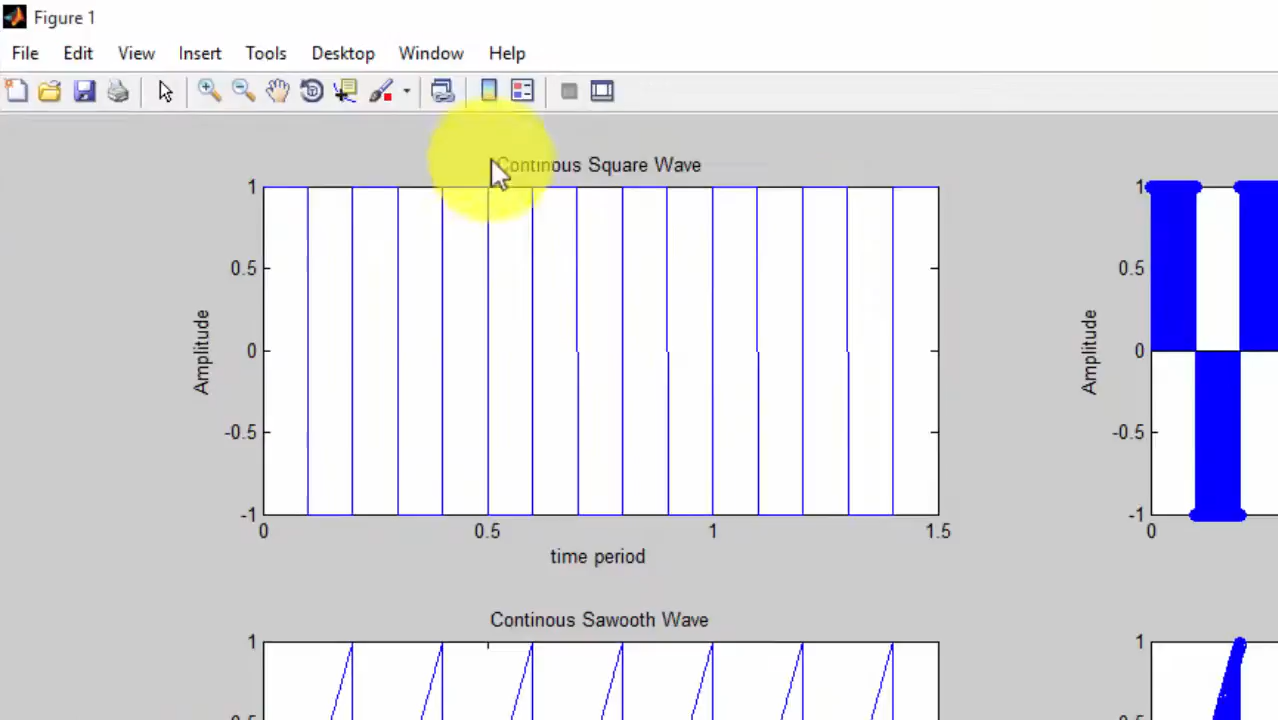 Figure 1
File Edit View Insert Tools Desktop Window Help
Continous Square Wave
1
0.5
0
-0.5
-1
Amplitude
0 0.5 1 1.5
time period
1
0.5
0
-0.5
-1
Amplitude
0
Continous Sawooth Wave
1
1